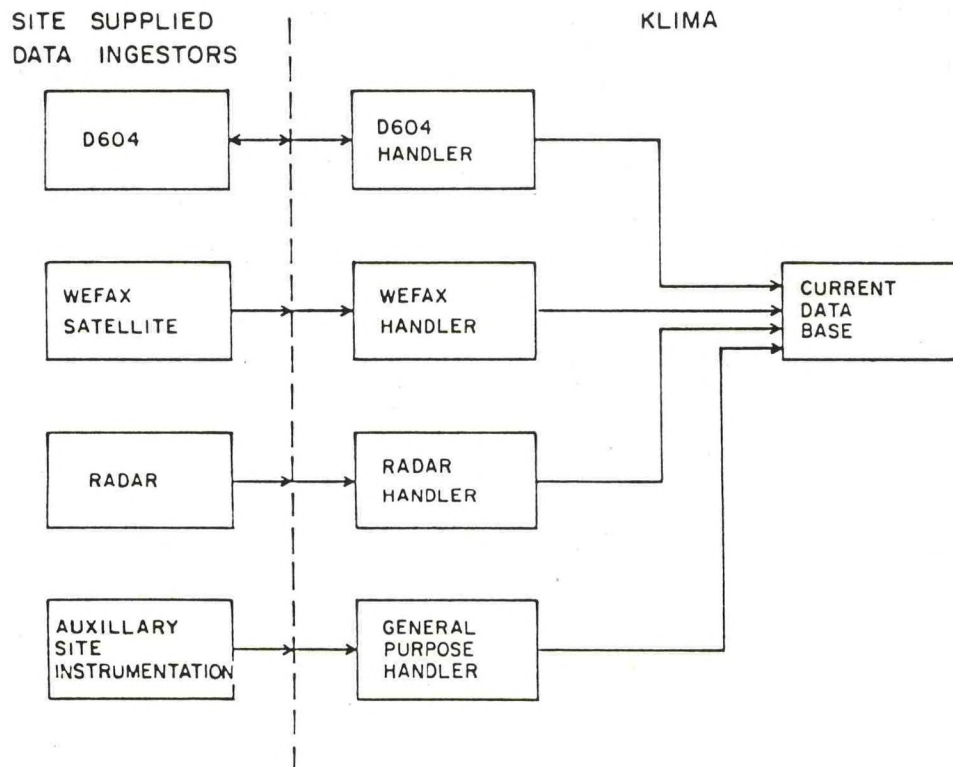 SITE SUPPLIED
DATA INGESTORS
KLIMA
D604
D604
HANDLER
WEFAX
SATELLITE
WEFAX
HANDLER
CURRENT
DATA
BASE
RADAR
RADAR
HANDLER
AUXILLARY
SITE
INSTRUMENTATION
GENERAL
PURPOSE
HANDLER